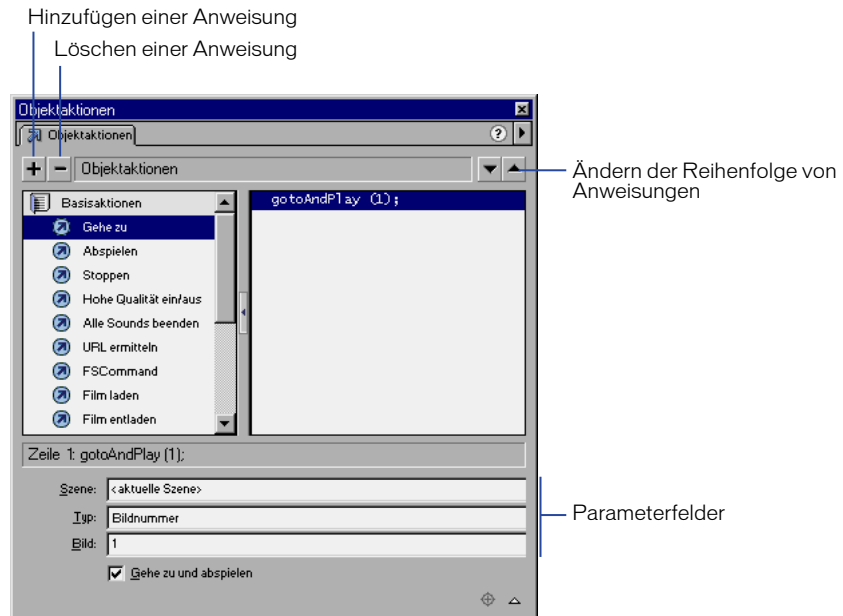 Hinzufügen einer Anweisung
Löschen einer Anweisung
Objektaktionen
Objektaktionen
?
Objektaktionen
Ändern der Reihenfolge von
Anweisungen
Basisaktionen
Gehe zu
Abspielen
Stoppen
Hohe Qualität ein/aus
Alle Sounds beenden
URL ermitteln
FSCommand
Film laden
Film entladen
gotoAndPlay (1);
Zeile 1: gotoAndPlay (1);
Szene: <aktuelle Szene>
Typ: Bildnummer
Bild: 1
Gehe zu und abspielen
Parameterfelder